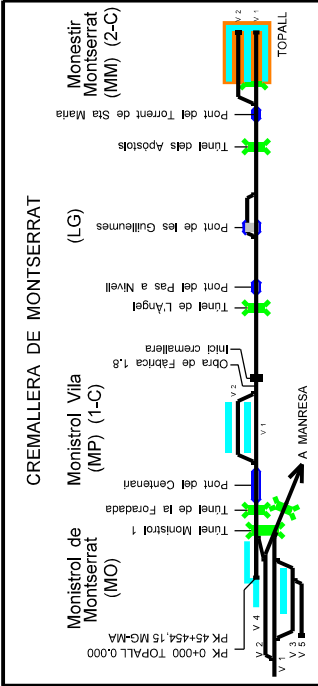 CREMALLERA DE MONTSERRAT
Monistrol de
Montserrat
(MO)
Monistrol Vila
(MP) (1-C)
(LG)
Monestir
Montserrat
(MM) (2-C)
Túnel Monistrol 1
Túnel de la Foradada
Pont del Centenari
Obra de Fàbrica 1.8
Inici cremallera
Túnel de L'Àngel
Pont del Pas a Nivell
Pont de les Guilleumes
Túnel dels Apòstols
Pont del Torrent de Sta Maria
V 2
V 1
TOPALL
V 2
V 1
V 4
V 2
V 1
V 3
V 5
A MANRESA
PK 0+000 TOPALL 0.000
PK 45+454,15 MG-MA